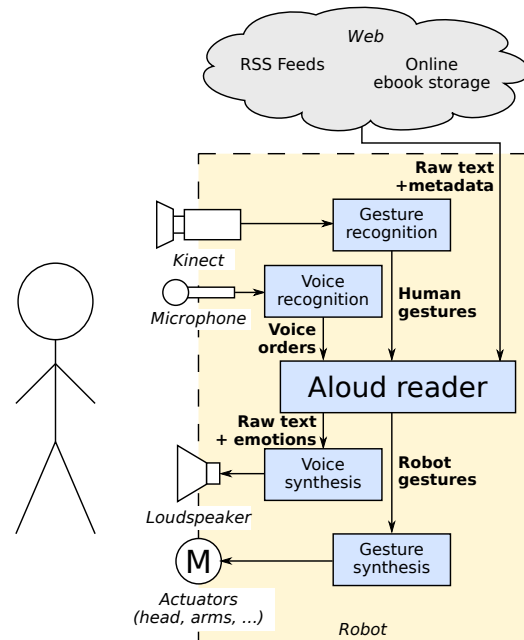 Web
RSS Feeds
Online
ebook storage
Raw text
+metadata
Gesture
recognition
Kinect
Voice
recognition
Microphone
Human
gestures
Voice
orders
Aloud reader
Raw text
+ emotions
Voice
synthesis
Robot
gestures
Loudspeaker
Gesture
synthesis
M
Actuators
(head, arms, ...)
Robot